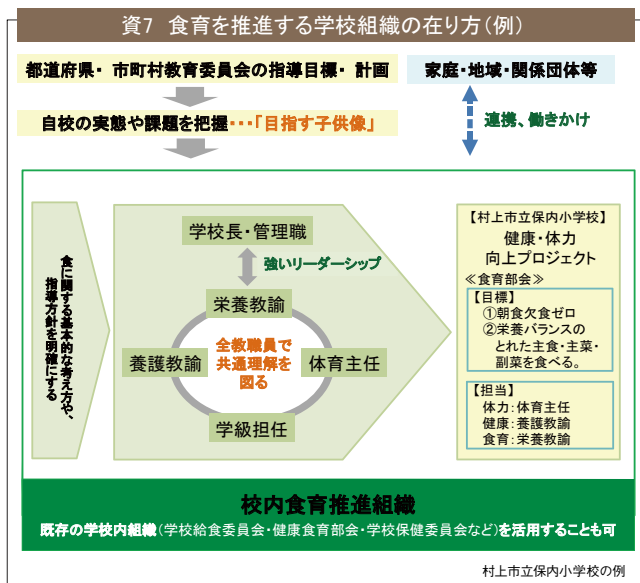 資7 食育を推進する学校組織の在り方(例)
都道府県・ 市町村教育委員会の指導目標・ 計画
家庭・地域・関係団体等
自校の実態や課題を把握・・・「目指す子供像」
連携、働きかけ
食に関する基本的な考え方や、
指導方針を明確にする
学校長・管理職
強いリーダーシップ
栄養教諭
養護教諭
全教職員で
共通理解を
図る
体育主任
学級担任
【村上市立保内小学校】
健康・体力
向上プロジェクト
≪食育部会≫
【目標】
①朝食欠食ゼロ
②栄養バランスの
とれた主食・主菜・
副菜を食べる。
【担当】
体力:体育主任
健康:養護教諭
食育:栄養教諭
校内食育推進組織
既存の学校内組織(学校給食委員会・健康食育部会・学校保健委員会など)を活用することも可
村上市立保内小学校の例